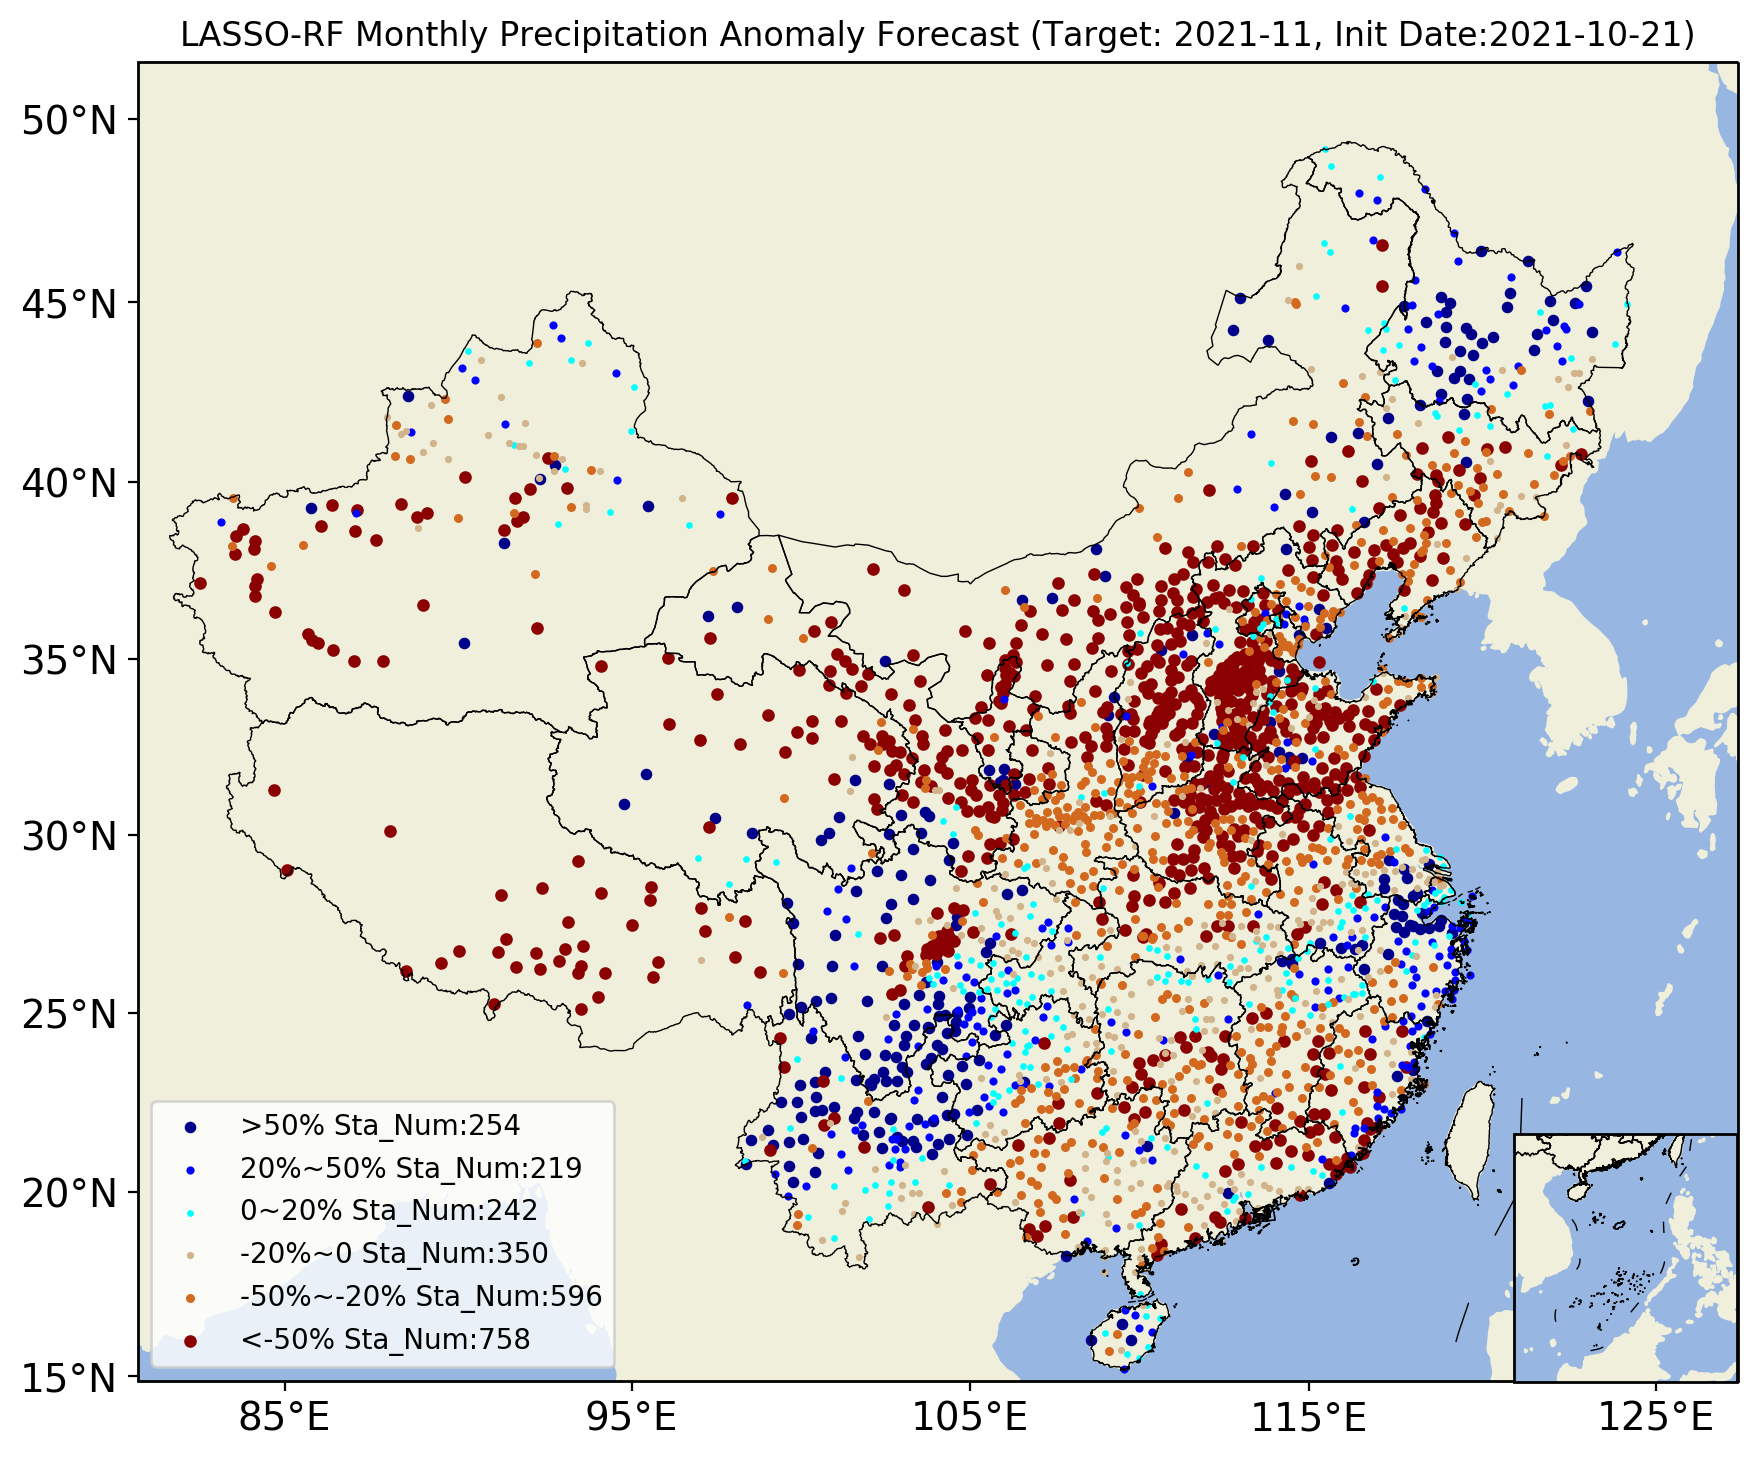 LASSO-RF Monthly Precipitation Anomaly Forecast (Target: 2021-11, Init Date:2021-10-21)
50°N
45°N
40°N
35°N
30°N
25°N
20°N
15°N
>50% Sta_Num:254
20%~50% Sta_Num:219
0~20% Sta_Num:242
-20%~0 Sta_Num:350
-50%~-20% Sta_Num:596
<-50% Sta_Num:758
85°E
95°E
105°E
115°E
125°E